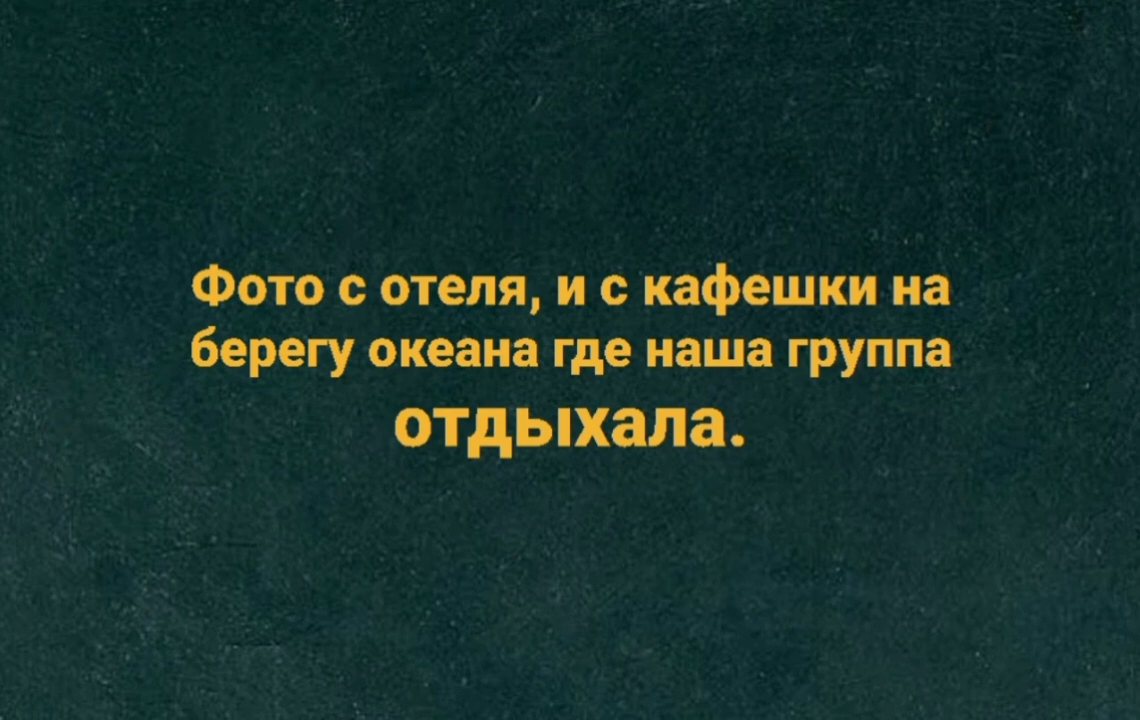 Фото с отеля, и с кафешки на
берегу океана где наша группа
отдыхала.